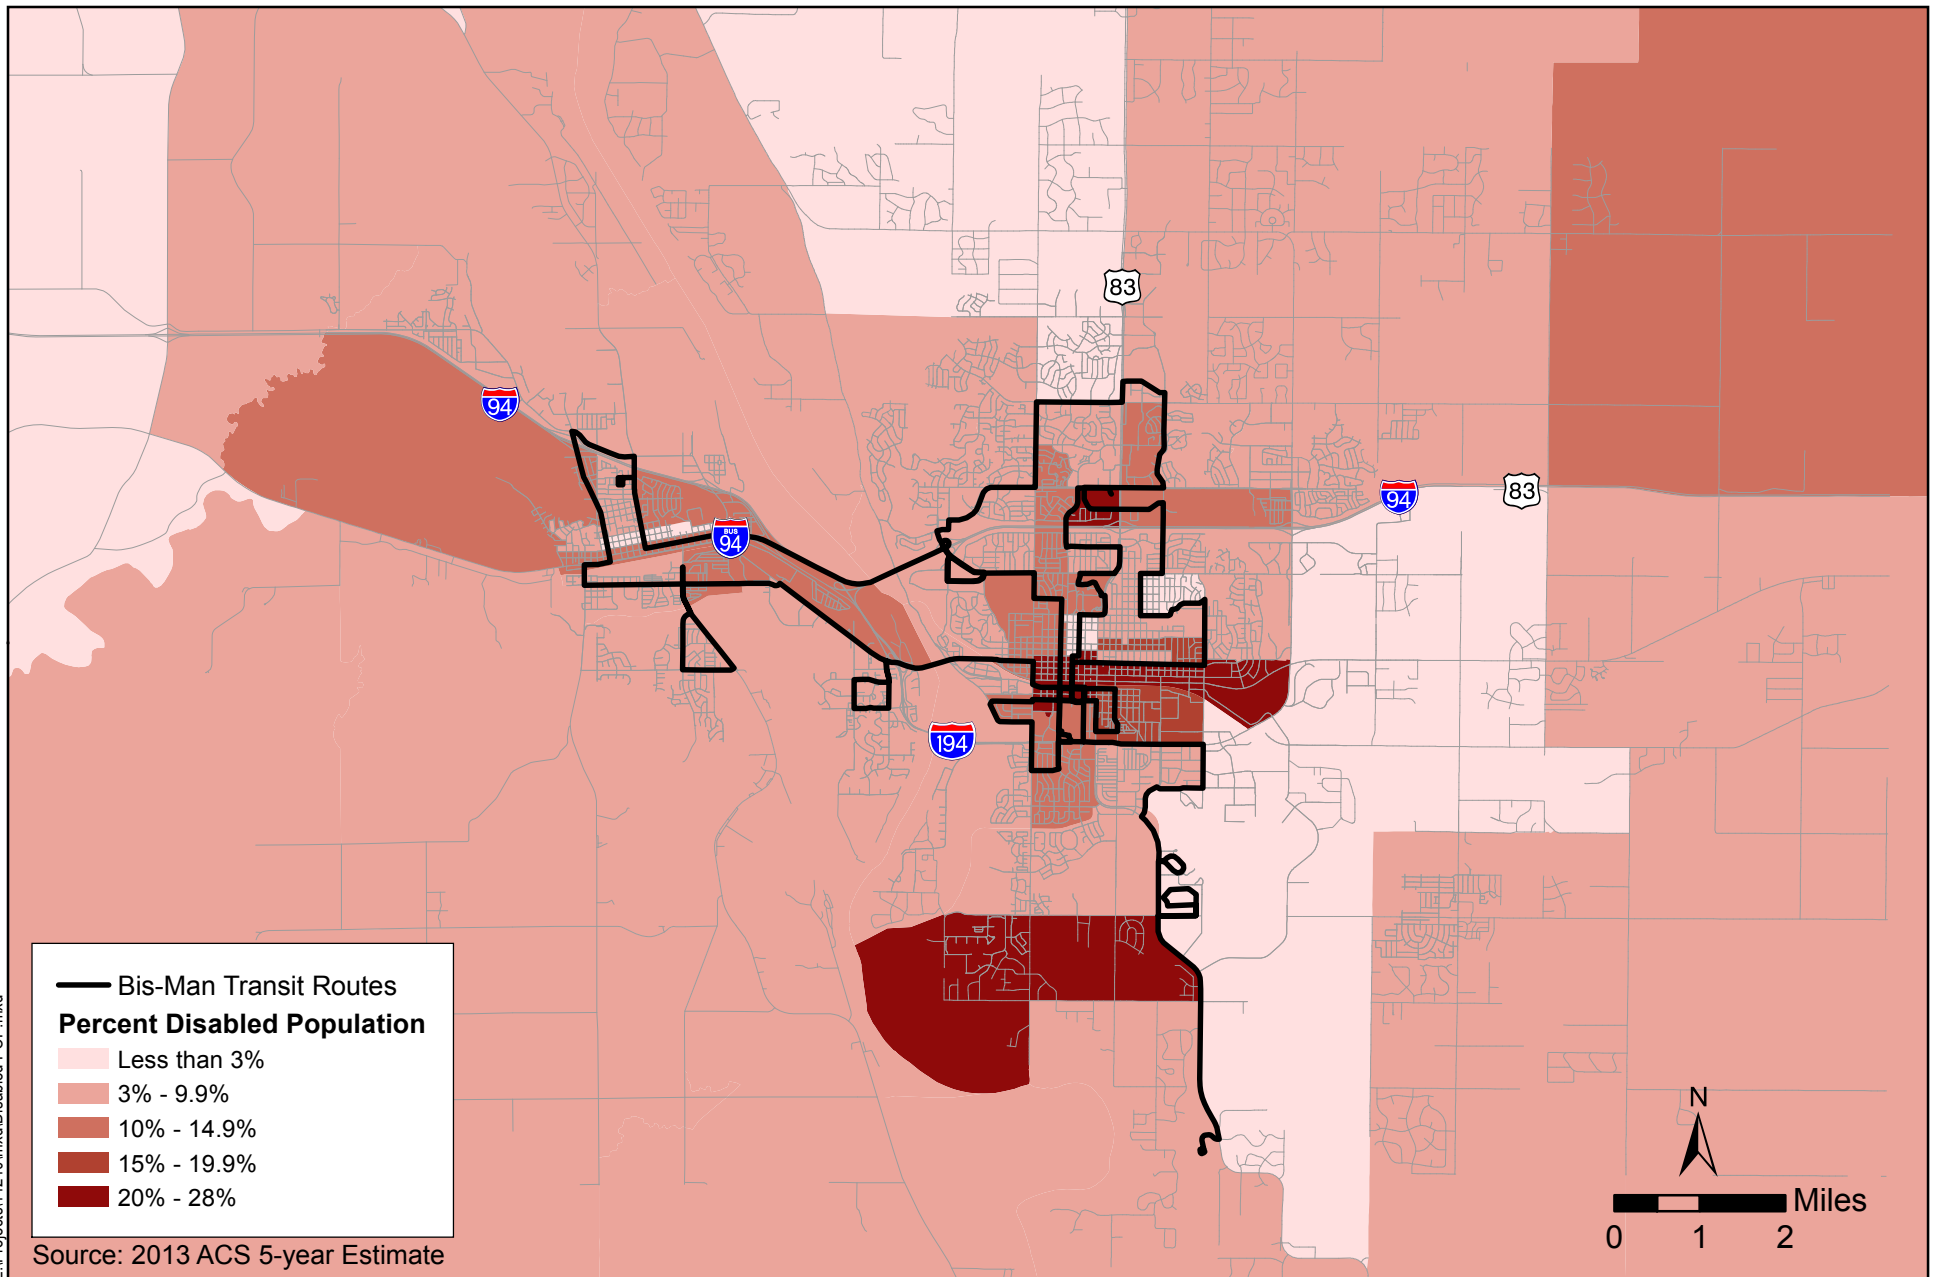 83
94
94
83
BUS
94
194
Bis-Man Transit Routes
Percent Disabled Population
Less than 3%
3% - 9.9%
10% - 14.9%
15% - 19.9%
20% - 28%
Source: 2013 ACS 5-year Estimate
N
Miles
0 1 2